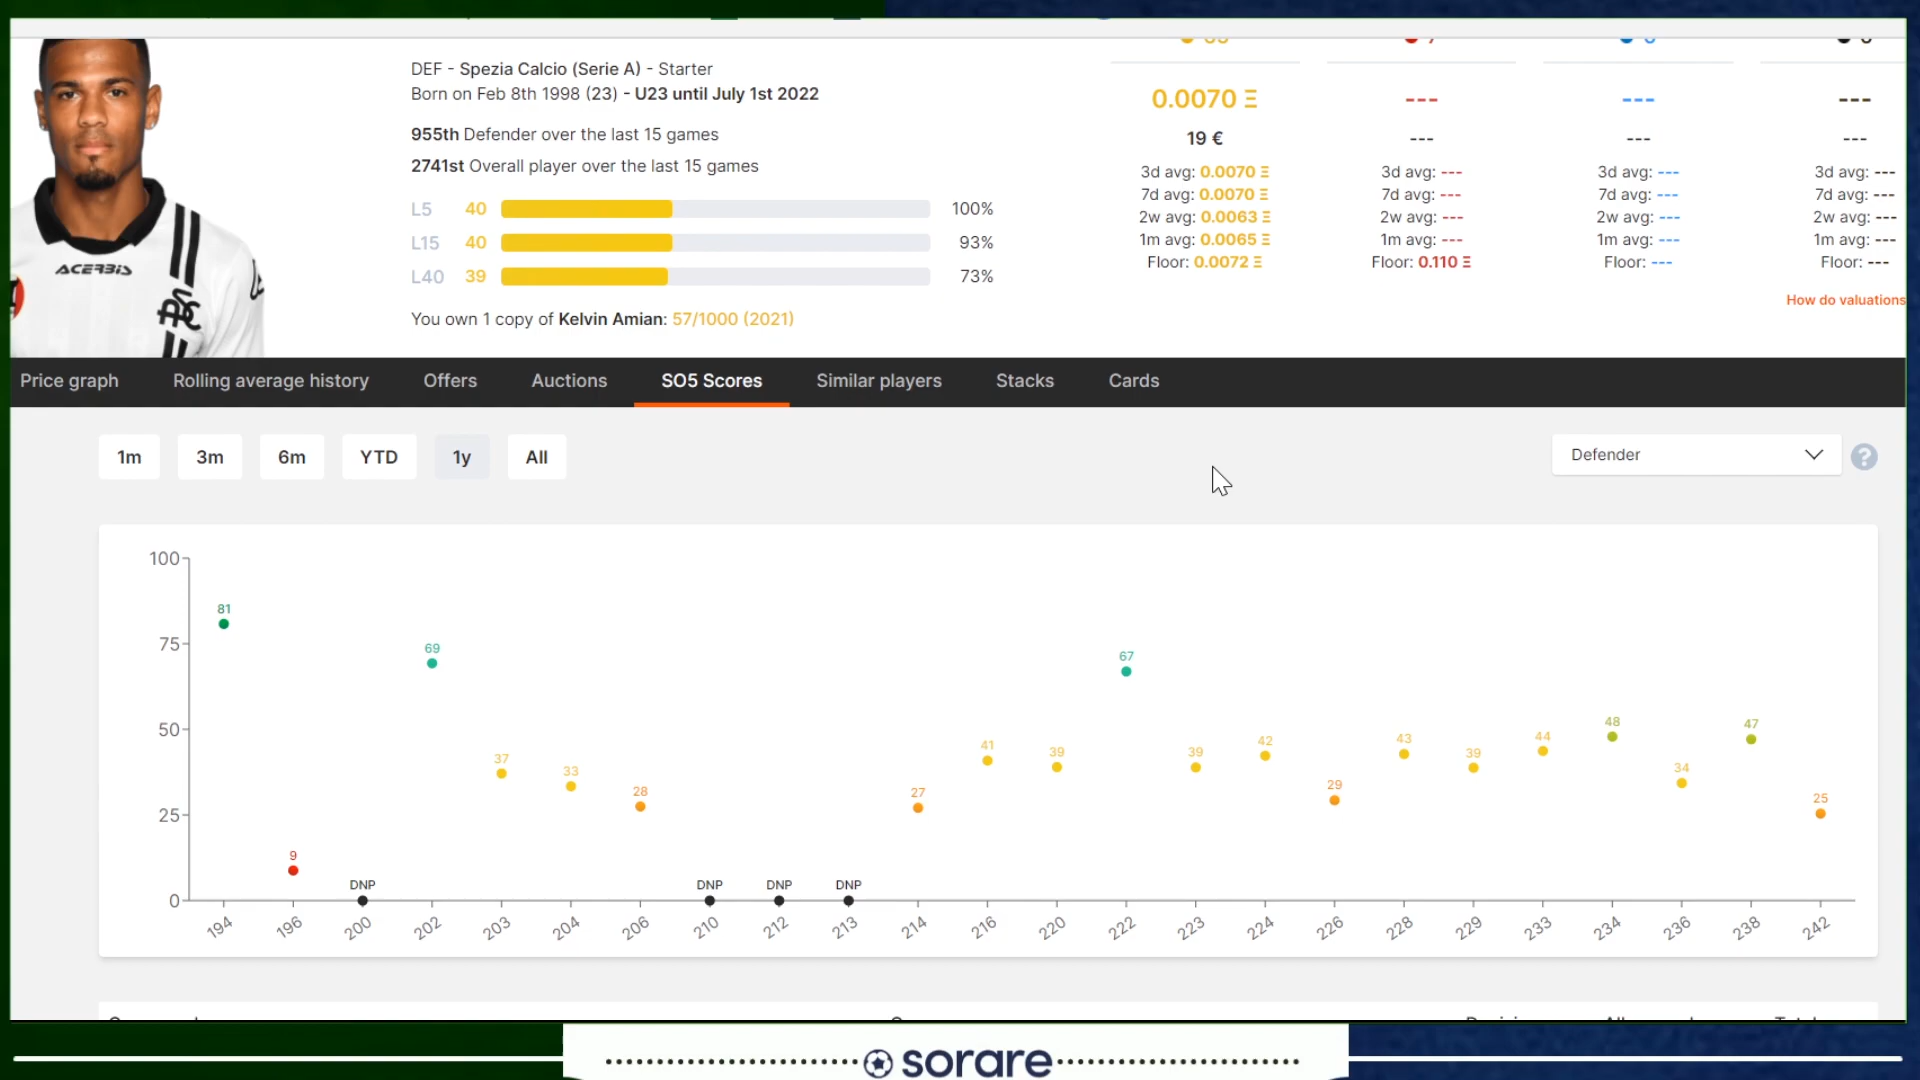 DEF - Spezia Calcio (Serie A) - Starter
Born on Feb 8th 1998 (23) - U23 until July 1st 2022
955th Defender over the last 15 games
2741st Overall player over the last 15 games
L5 40 100%
L15 40 93%
L40 39 73%
You own 1 copy of Kelvin Amian: 57/1000 (2021)
0.0070 Ξ --- --- ---
19 € --- --- ---
3d avg: 0.0070 Ξ 3d avg: --- 3d avg: --- 3d avg: ---
7d avg: 0.0070 Ξ 7d avg: --- 7d avg: --- 7d avg: ---
2w avg: 0.0063 Ξ 2w avg: --- 2w avg: --- 2w avg: ---
1m avg: 0.0065 Ξ 1m avg: --- 1m avg: --- 1m avg: ---
Floor: 0.0072 Ξ Floor: 0.110 Ξ Floor: --- Floor: ---
How do valuations
ACERBIS
Price graph Rolling average history Offers Auctions SO5 Scores Similar players Stacks Cards
1m 3m 6m YTD 1y All Defender ?
100
75
50
25
0
81 9 DNP 69 37 33 28 DNP DNP DNP 27 41 39 67 39 42 29 43 39 44 48 34 47 25
194 196 200 202 203 204 206 210 212 213 214 216 220 222 223 224 226 228 229 233 234 236 238 242
sorare